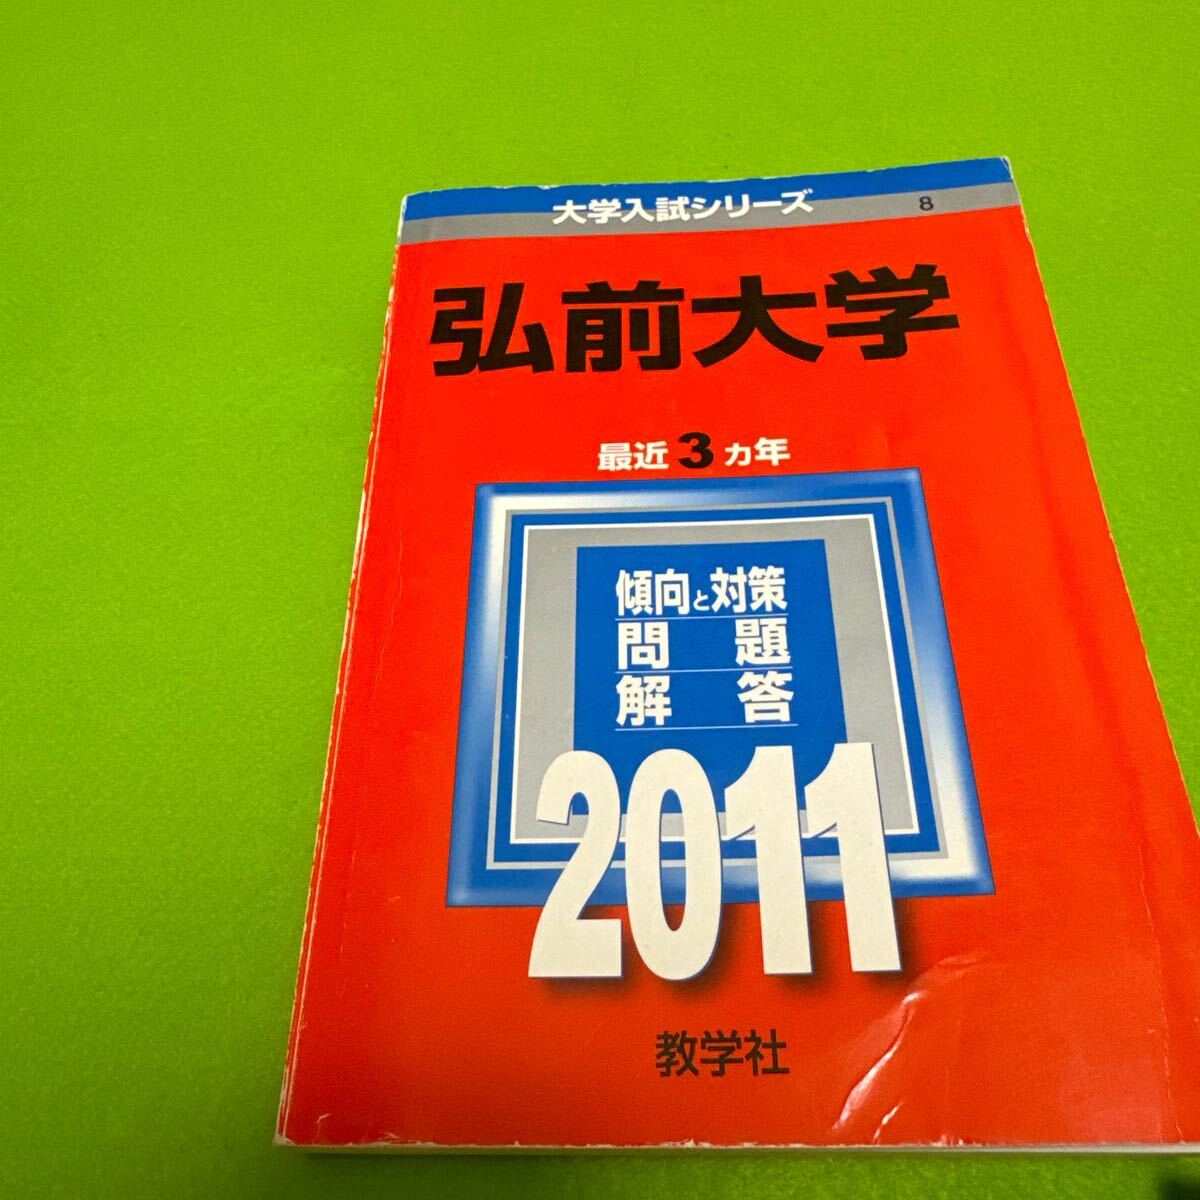 大学入試シリーズ 8
弘前大学
最近3ヵ年
傾向と対策
問題
解答
2011
教学社